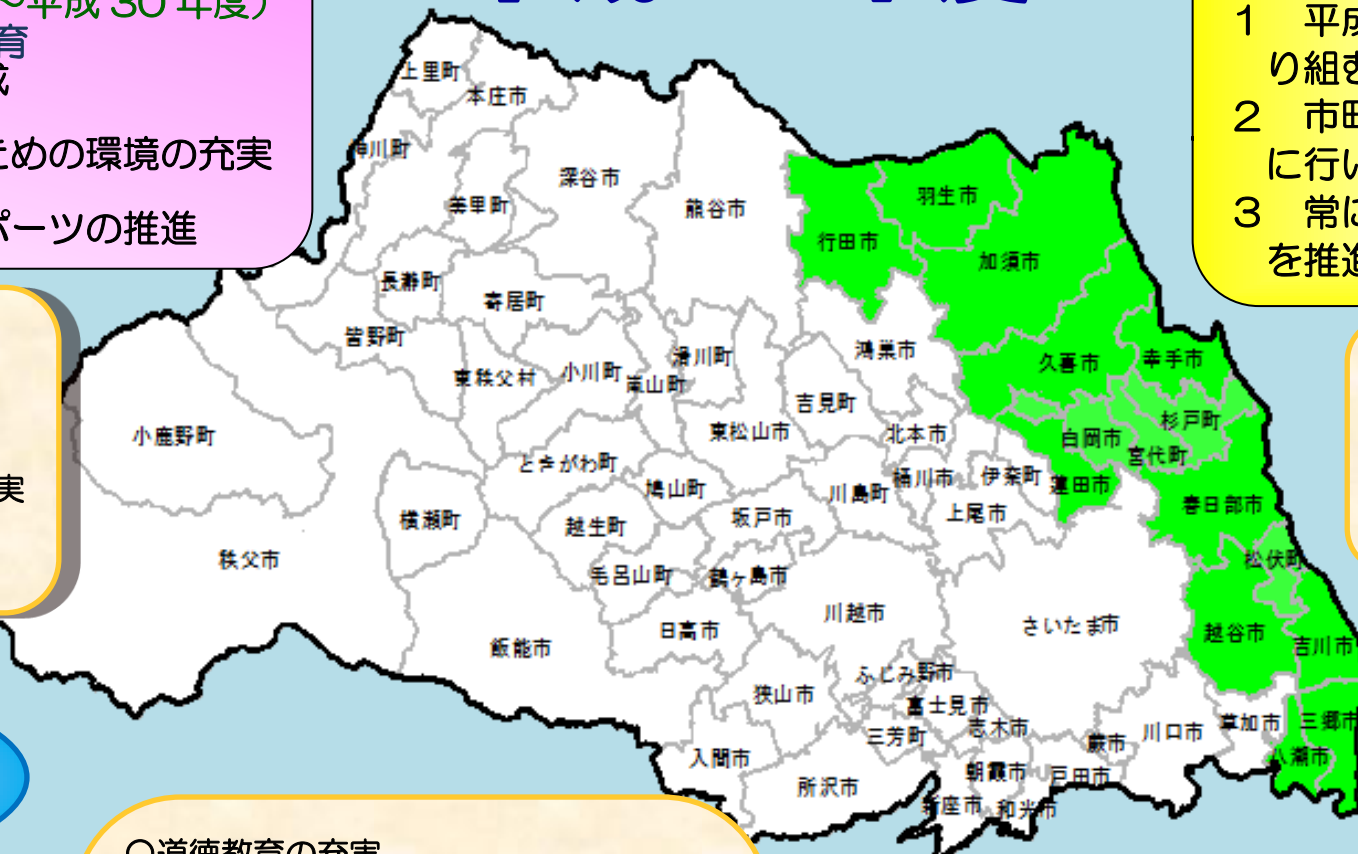 ～平成 30 年度）
育
成
ための環境の充実
ポーツの推進
1　平成
り組む
2　市町
に行い
3　常に
を推進
実
上里町
本庄市
神川町
深谷市
美里町
熊谷市
羽生市
行田市
加須市
長瀞町
寄居町
皆野町
東秩父村
小川町
嵐山町
滑川町
吉見町
鴻巣市
久喜市
幸手市
小鹿野町
東松山市
北本市
白岡市
杉戸町
宮代町
ときがわ町
鳩山町
川島町
桶川市
伊奈町
蓮田市
横瀬町
越生町
坂戸市
上尾市
春日部市
秩父市
毛呂山町
鶴ヶ島市
松伏町
川越市
さいたま市
日高市
飯能市
越谷市
吉川市
ふじみ野市
狭山市
富士見市
志木市
三芳町
川口市
草加市
三郷市
蕨市
入間市
朝霞市
戸田市
八潮市
所沢市
新座市
和光市
○道徳教育の充実